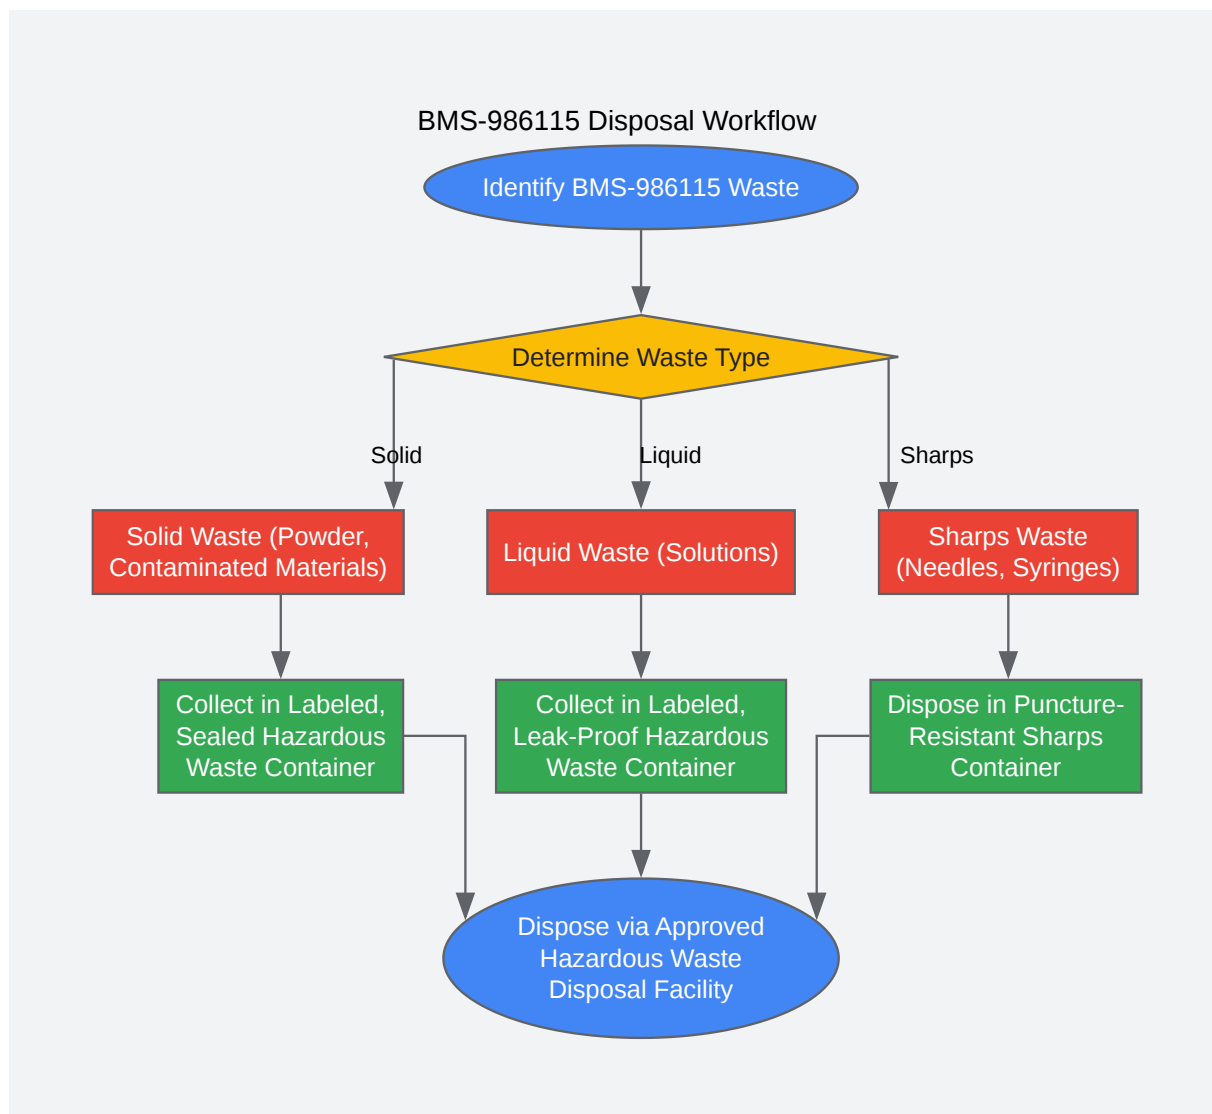 BMS-986115 Disposal Workflow
Identify BMS-986115 Waste
Determine Waste Type
Solid
Liquid
Sharps
Solid Waste (Powder,
Contaminated Materials)
Liquid Waste (Solutions)
Sharps Waste
(Needles, Syringes)
Collect in Labeled,
Sealed Hazardous
Waste Container
Collect in Labeled,
Leak-Proof Hazardous
Waste Container
Dispose in Puncture-
Resistant Sharps
Container
Dispose via Approved
Hazardous Waste
Disposal Facility